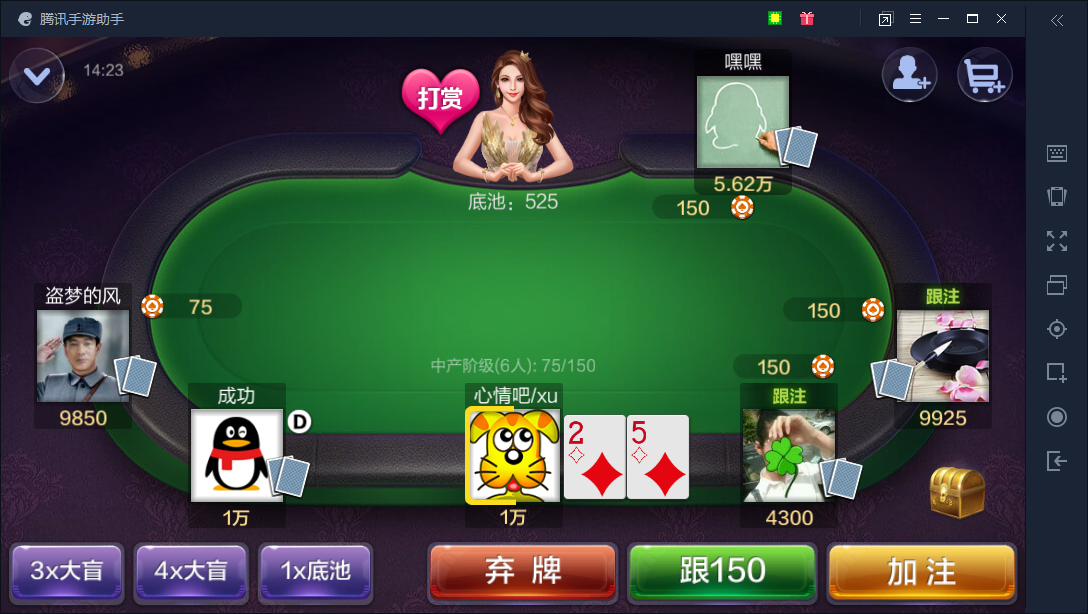 腾讯手游助手
14:23
打赏
嘿嘿
5.62万
底池：525
150
盗梦的风
75
9850
150
跟注
9925
中产阶级(6人): 75/150
150
成功
D
1万
心情吧/xu
2
5
1万
跟注
4300
3x大盲
4x大盲
1x底池
弃 牌
跟150
加 注